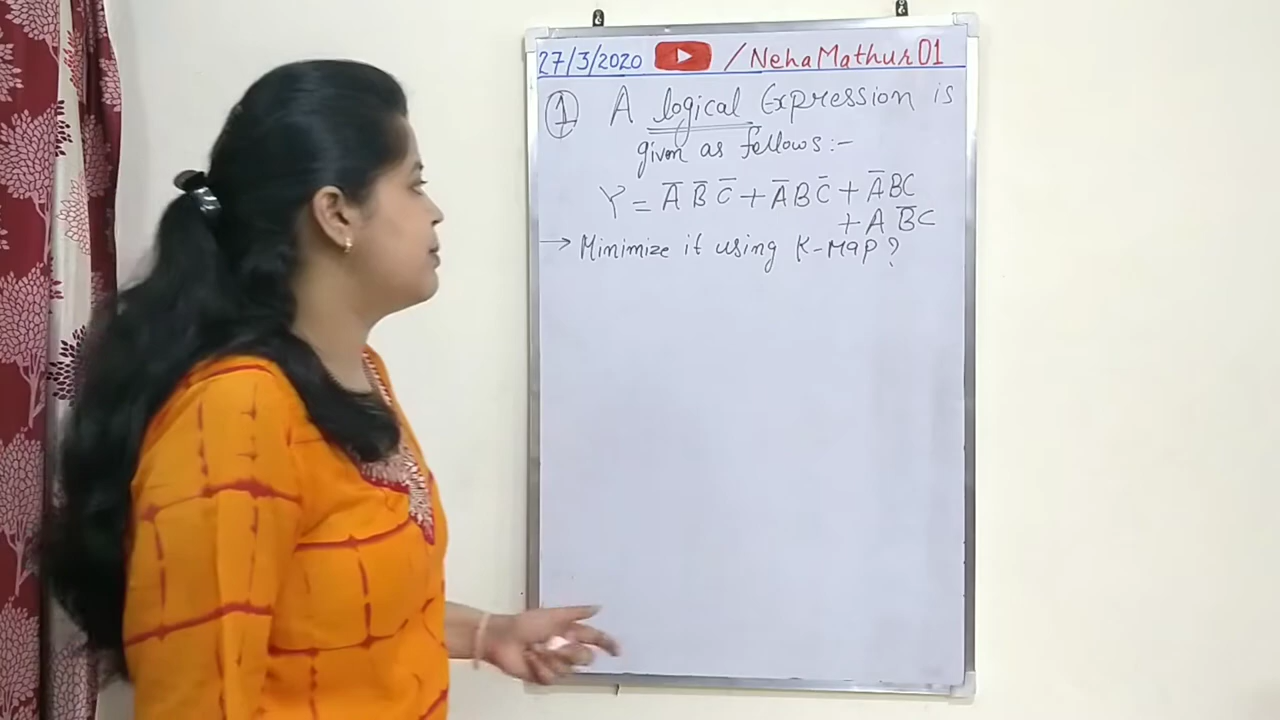 27/3/2020 /NehaMathur01
1 A logical Expression is
given as follows:-
Y = A̅ B̅ C̅ + A̅ B C̅ + A̅ B C
+ A B̅ C
→ Minimize it using K-Map?